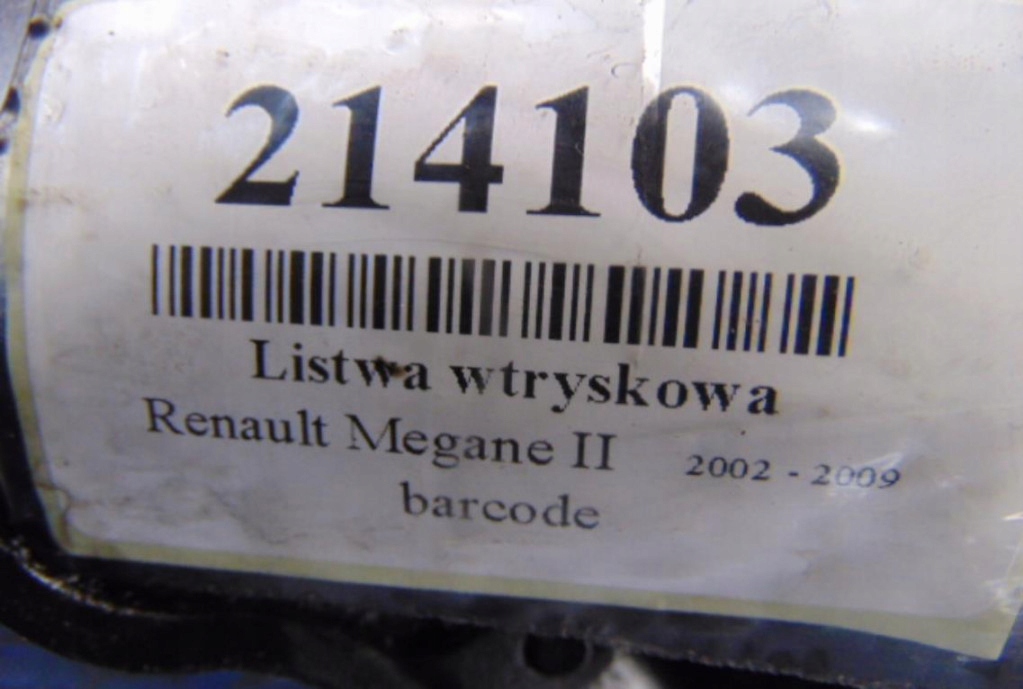 214103
Listwa wtryskowa
Renault Megane II 2002 - 2009
barcode